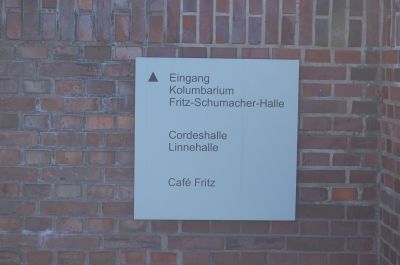 ▲ Eingang
Kolumbarium
Fritz-Schumacher-Halle
Cordeshalle
Linnehalle
Café Fritz